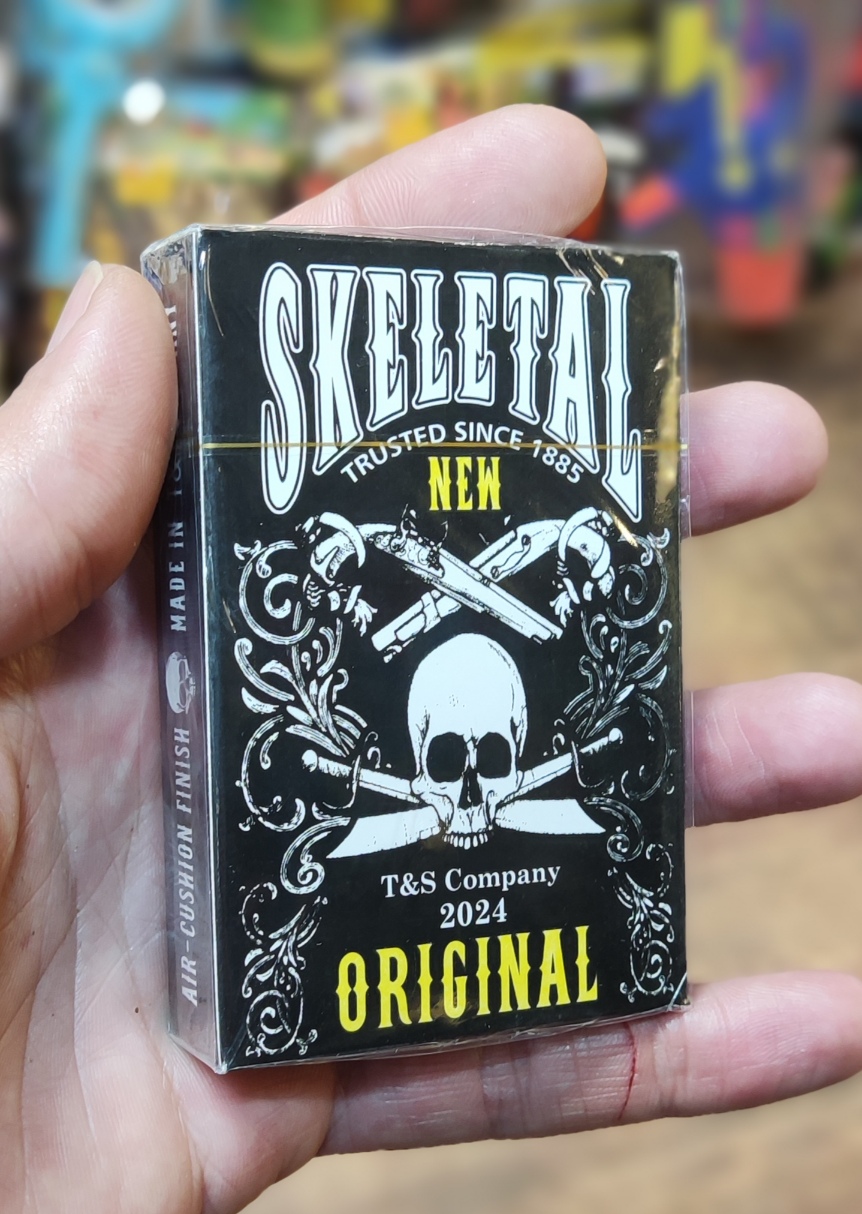 SKELETAL
TRUSTED SINCE 1885
NEW
T&S Company
2024
ORIGINAL
AIR-CUSHION FINISH
MADE IN